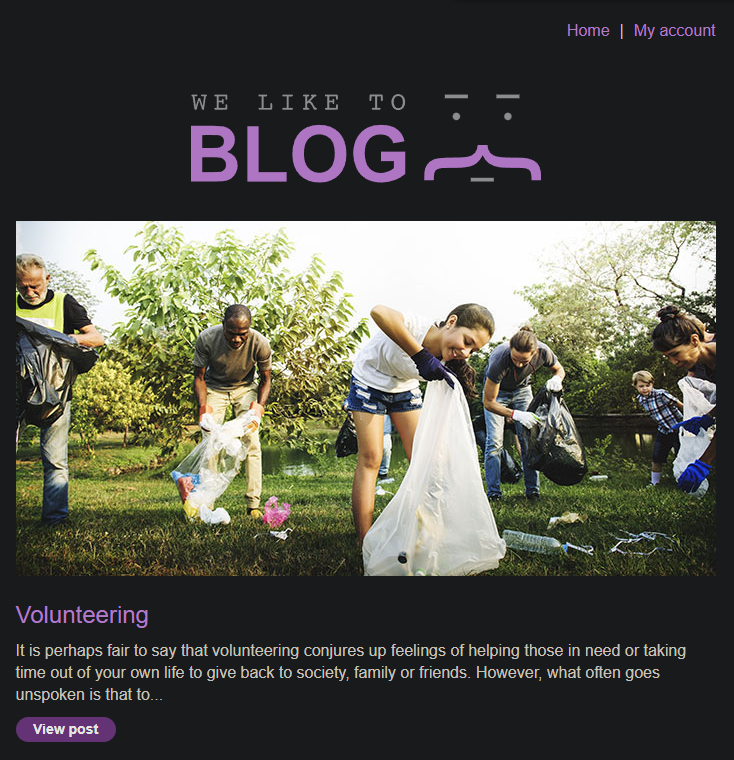 Home | My account
WE LIKE TO
BLOG
Volunteering
It is perhaps fair to say that volunteering conjures up feelings of helping those in need or taking
time out of your own life to give back to society, family or friends. However, what often goes
unspoken is that to...
View post